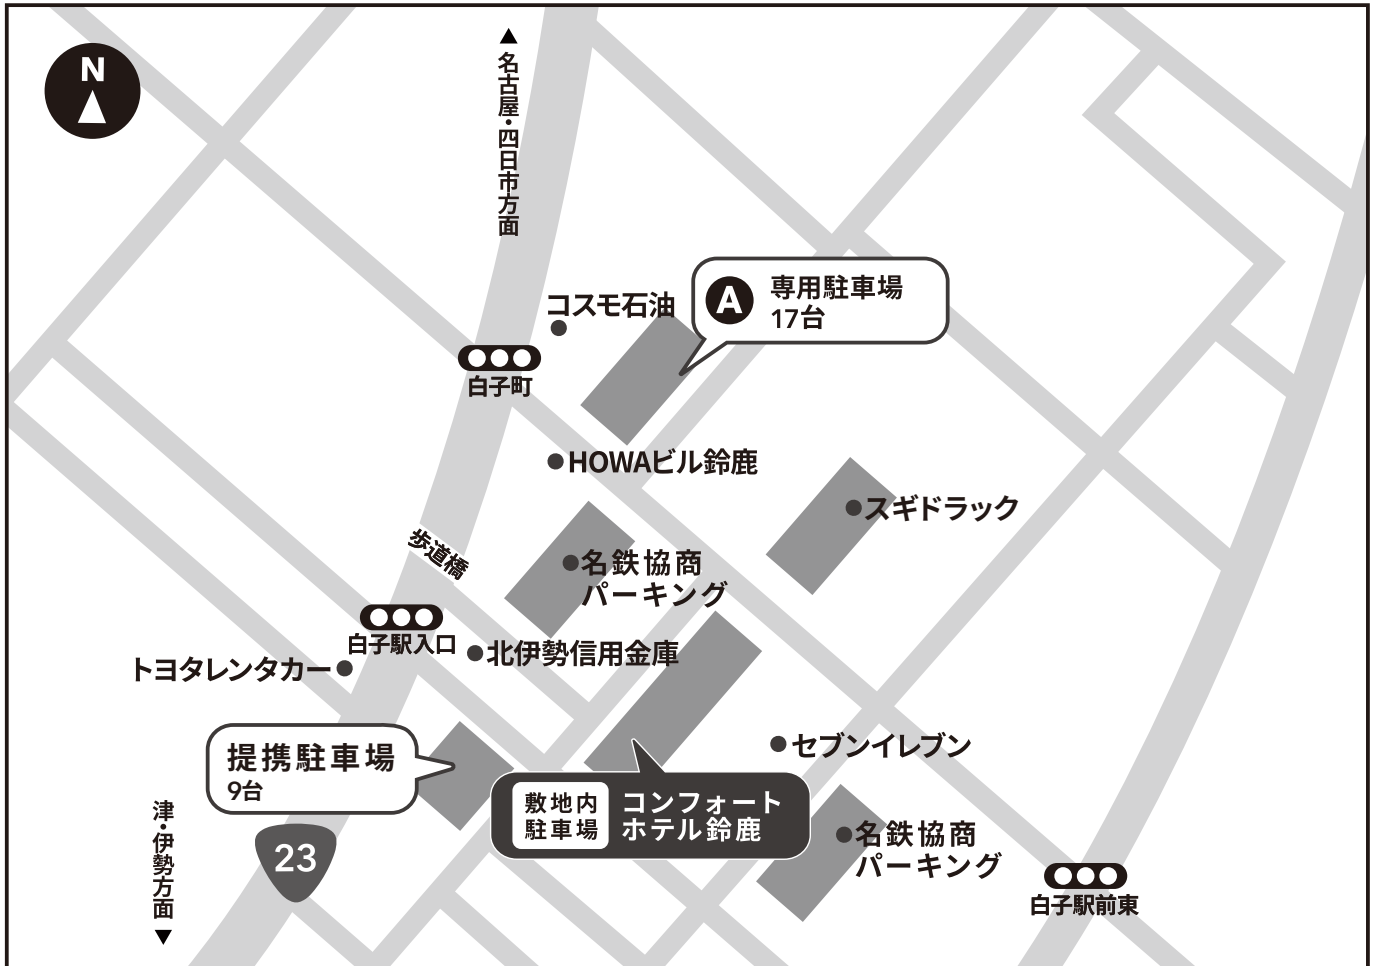 N
▲名古屋・四日市方面
コスモ石油
A
専用駐車場
17台
白子町
HOWAビル鈴鹿
スギドラック
歩道橋
名鉄協商
パーキング
白子駅入口
北伊勢信用金庫
トヨタレンタカー
提携駐車場
9台
セブンイレブン
敷地内
駐車場
コンフォート
ホテル鈴鹿
名鉄協商
パーキング
津・伊勢方面▼
23
白子駅前東